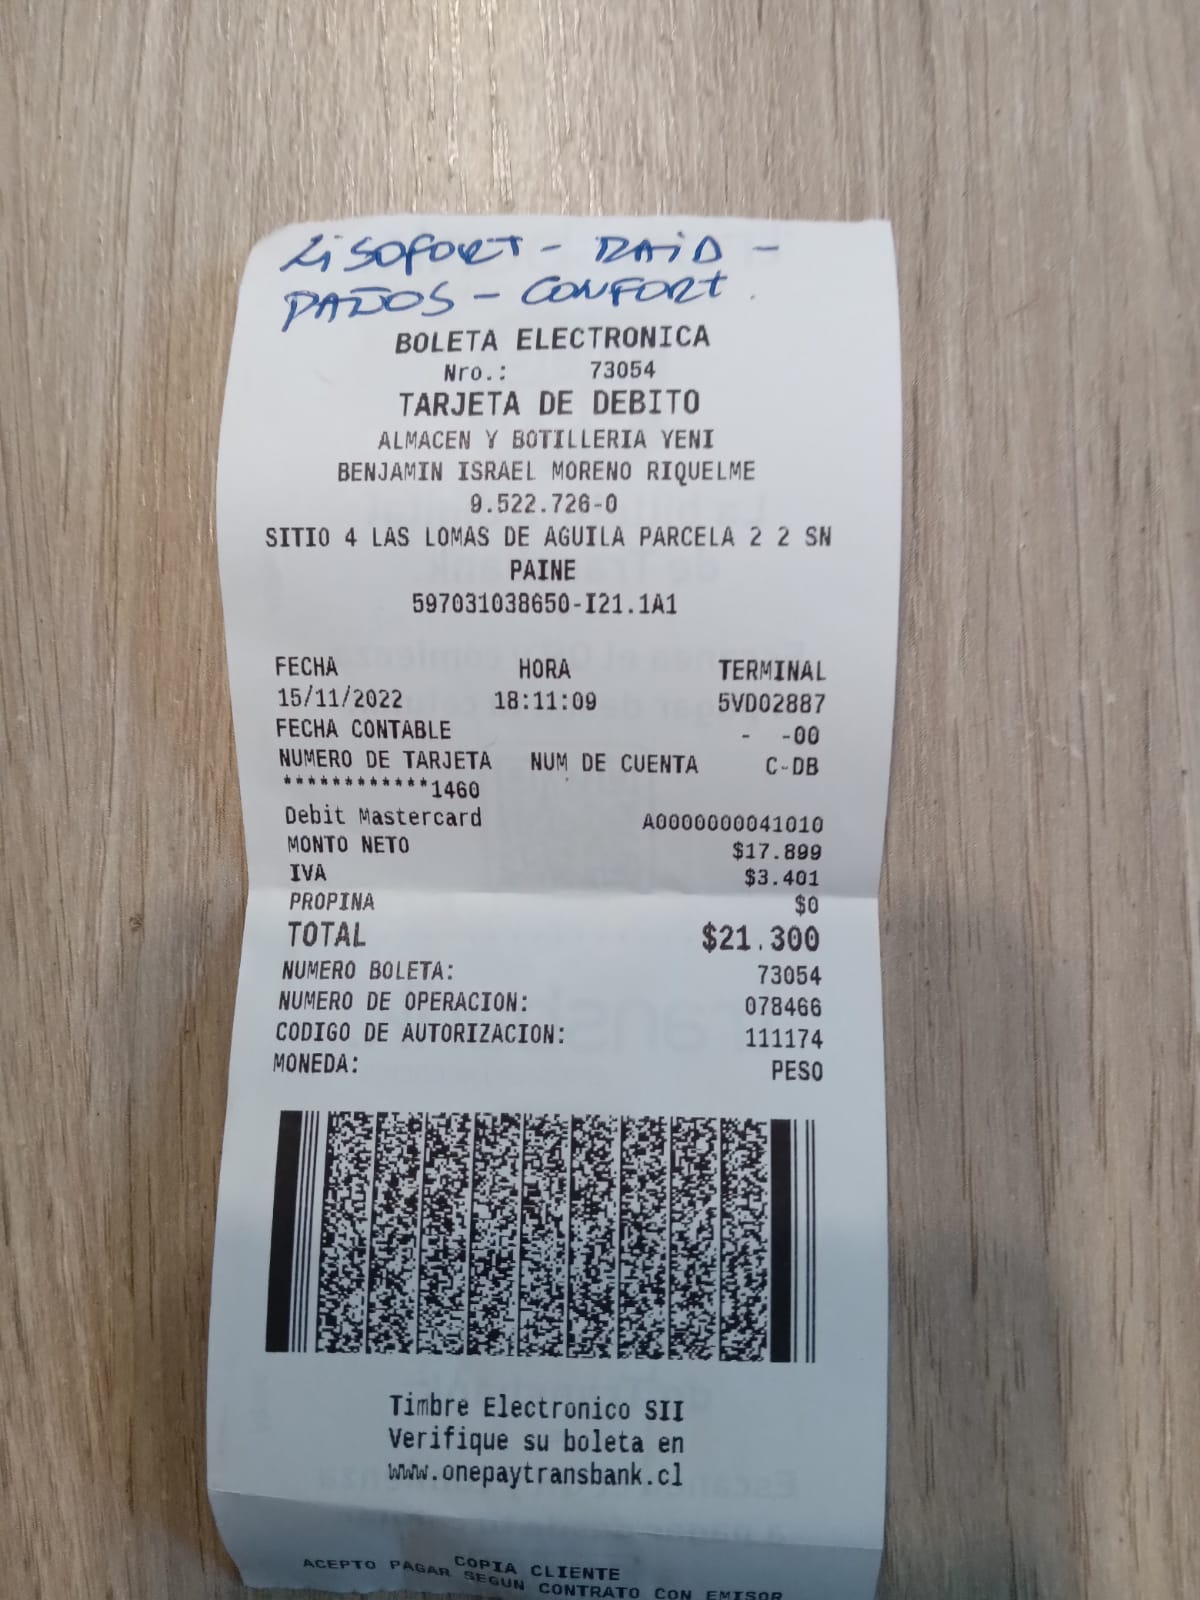 LiSOFORT - RAiD -
PAÑOS - CONFORT.
BOLETA ELECTRONICA
Nro.: 73054
TARJETA DE DEBITO
ALMACEN Y BOTILLERIA YENI
BENJAMIN ISRAEL MORENO RIQUELME
9.522.726-0
SITIO 4 LAS LOMAS DE AGUILA PARCELA 2 2 SN
PAINE
597031038650-I21.1A1
FECHA HORA TERMINAL
15/11/2022 18:11:09 5VD02887
FECHA CONTABLE - -00
NUMERO DE TARJETA NUM DE CUENTA C-DB
************1460
Debit Mastercard A0000000041010
MONTO NETO $17.899
IVA $3.401
PROPINA $0
TOTAL $21.300
NUMERO BOLETA: 73054
NUMERO DE OPERACION: 078466
CODIGO DE AUTORIZACION: 111174
MONEDA: PESO
Timbre Electronico SII
Verifique su boleta en
www.onepaytransbank.cl
COPIA CLIENTE
ACEPTO PAGAR SEGUN CONTRATO CON EMISOR